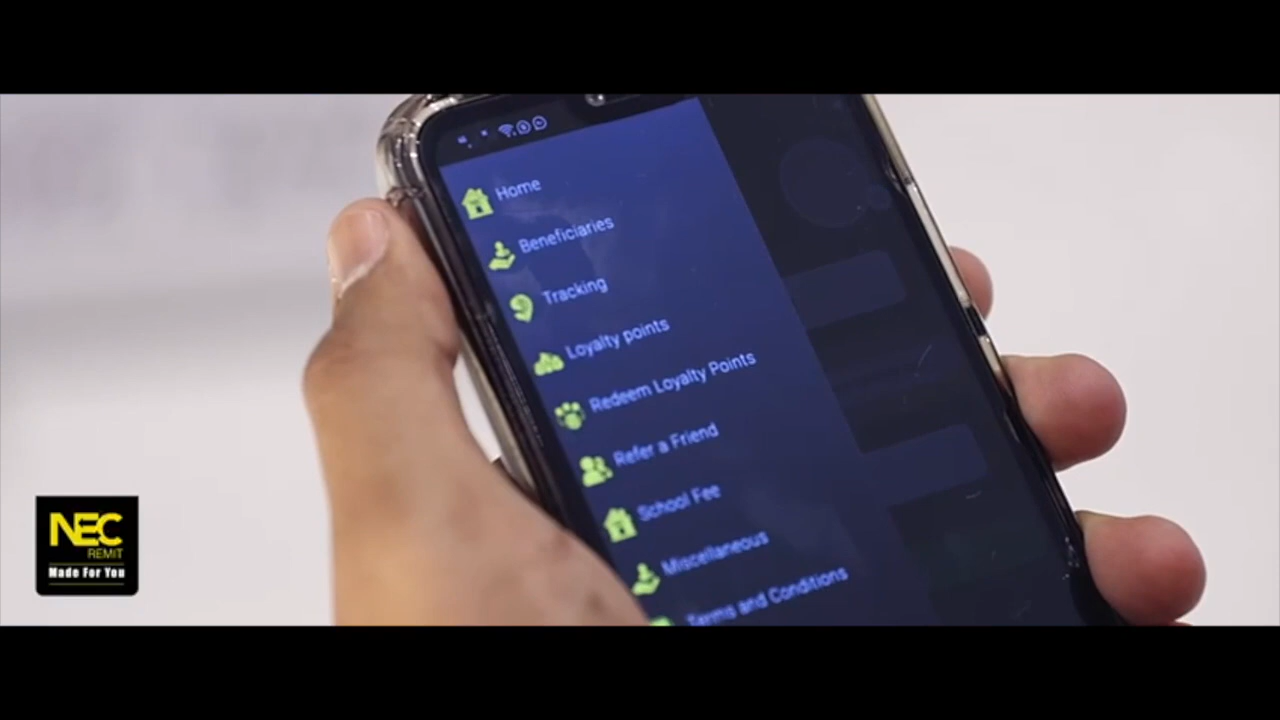 Home
Beneficiaries
Tracking
Loyalty points
Redeem Loyalty Points
Refer a Friend
School Fee
Miscellaneous
Terms and Conditions
NEC
REMIT
Made For You